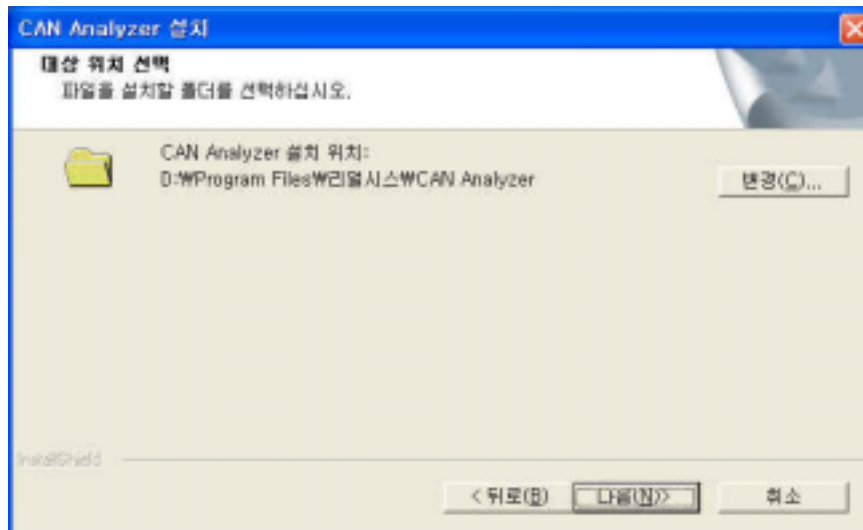 CAN Analyzer 설치
대상 위치 선택
파일을 설치할 폴더를 선택하십시오.
CAN Analyzer 설치 위치:
D:₩Program Files₩리얼시스₩CAN Analyzer
변경(C)...
InstallShield
< 뒤로(B)
다음(N)>
취소